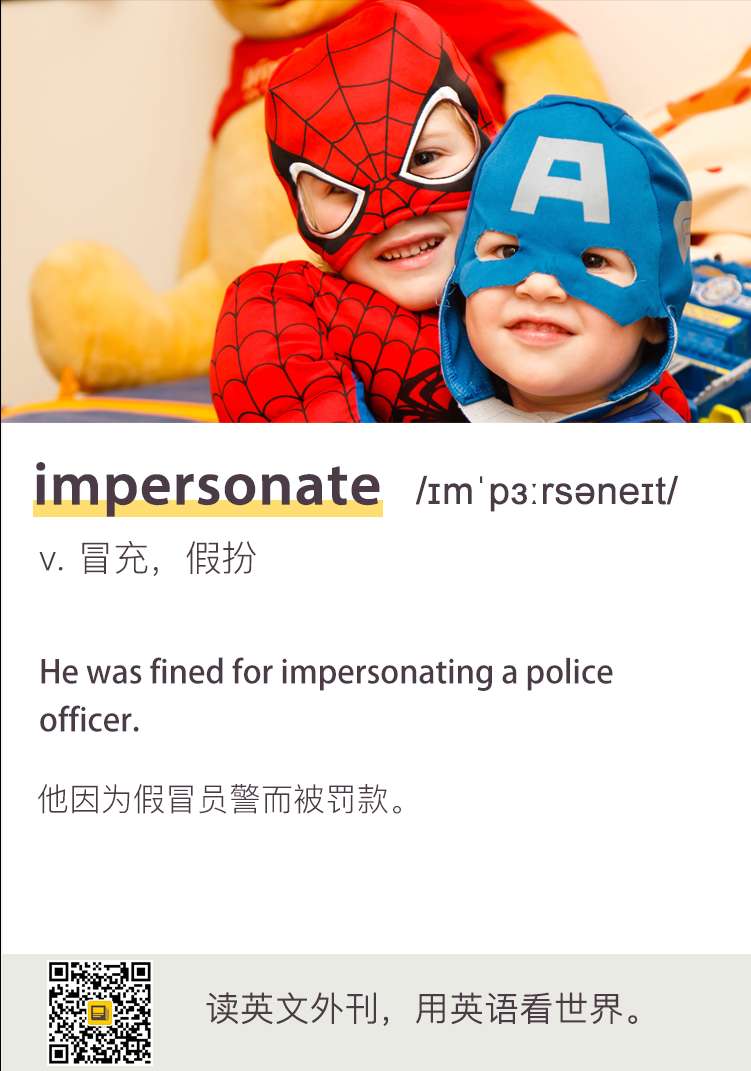 A
impersonate /ɪmˈpɜːrsəneɪt/
v. 冒充，假扮
He was fined for impersonating a police
officer.
他因为假冒员警而被罚款。
读英文外刊，用英语看世界。